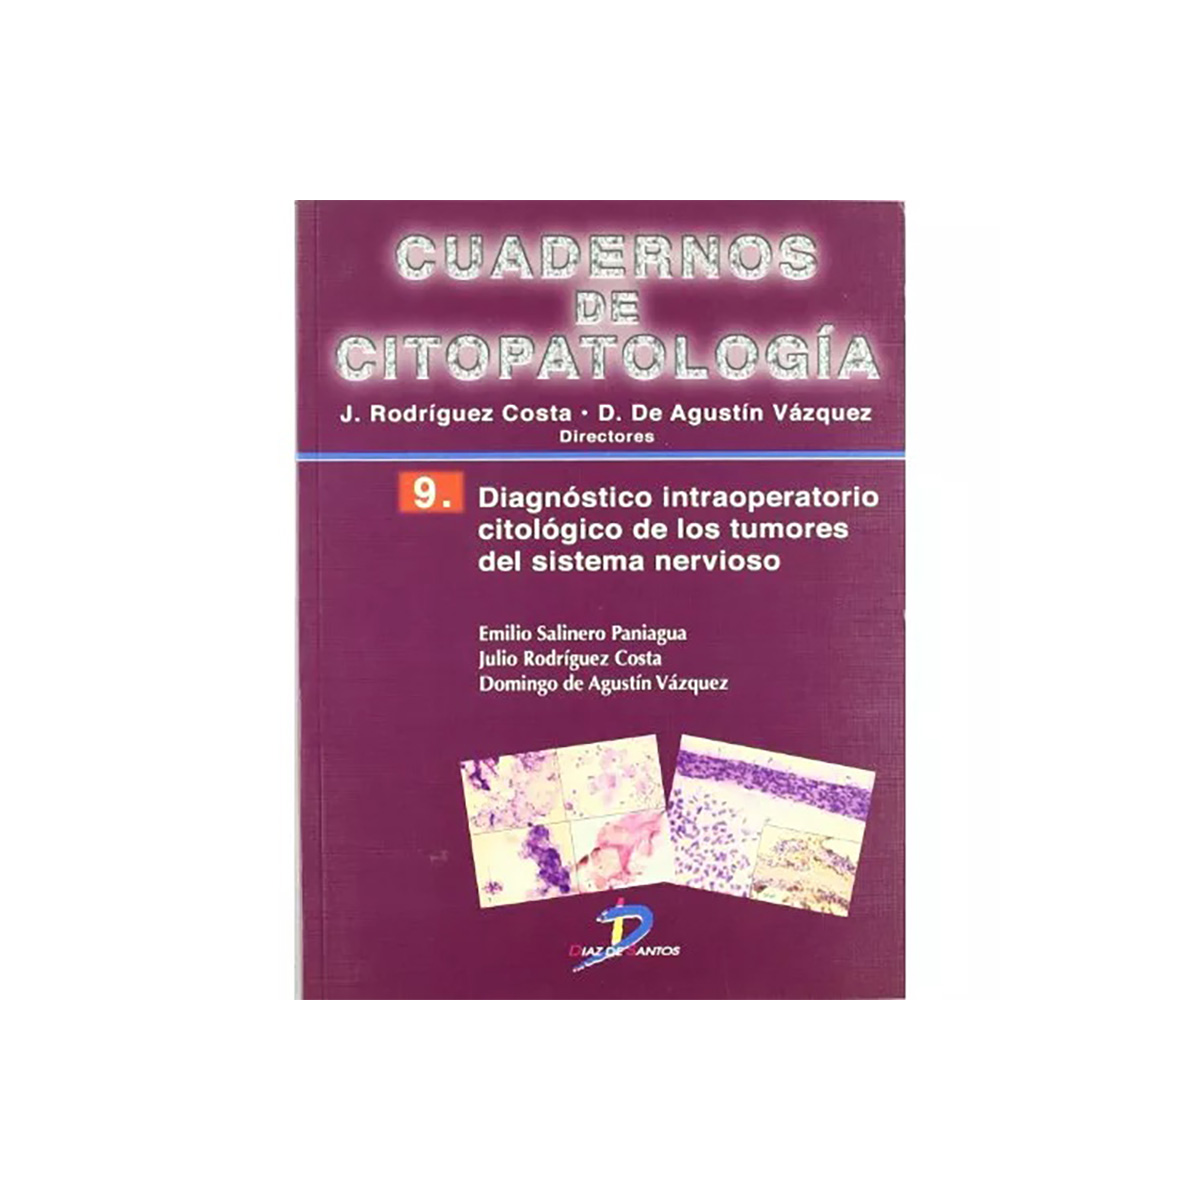 CUADERNOS
DE
CITOPATOLOGÍA
J. Rodríguez Costa • D. De Agustín Vázquez
Directores
9. Diagnóstico intraoperatorio
citológico de los tumores
del sistema nervioso
Emilio Salinero Paniagua
Julio Rodríguez Costa
Domingo de Agustín Vázquez
DIAZ DE SANTOS